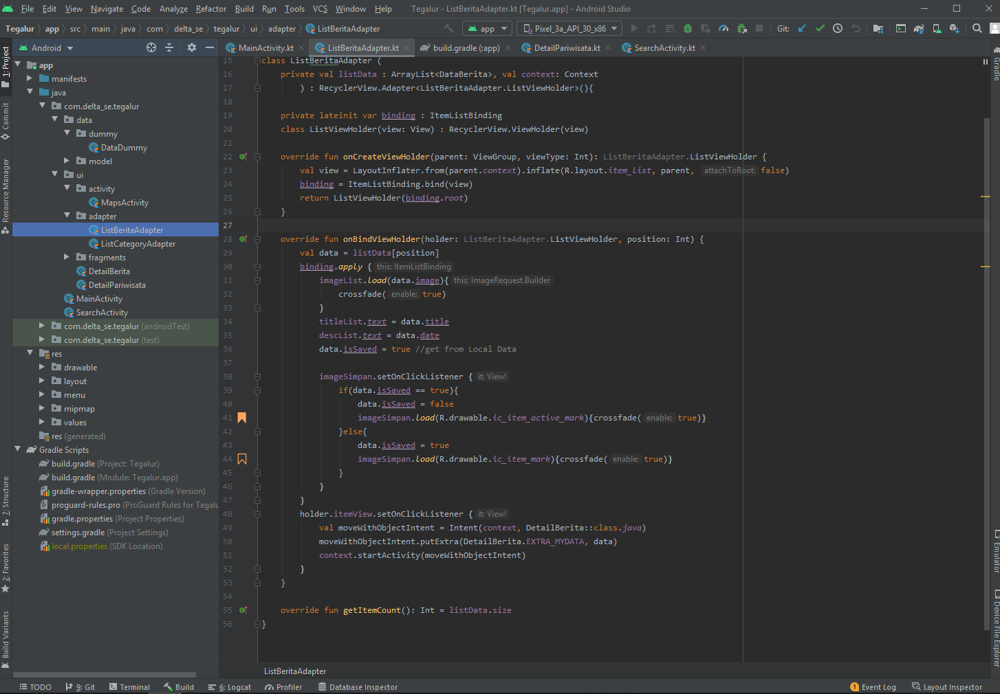 File Edit View Navigate Code Analyze Refactor Build Run Tools VCS Window Help Tegalur - ListBeritaAdapter.kt [Tegalur.app] - Android Studio
Tegalur app src main java com delta_se tegalur ui adapter ListBeritaAdapter app Pixel_3a_API_30_x86 Git:
Android
MainActivity.kt ListBeritaAdapter.kt build.gradle (:app) DetailPariwisata.kt SearchActivity.kt
1: Project
Commit
Resource Manager
7: Structure
2: Favorites
Build Variants
app
manifests
java
com.delta_se.tegalur
data
dummy
DataDummy
model
ui
activity
MapsActivity
adapter
ListBeritaAdapter
ListCategoryAdapter
fragments
DetailBerita
DetailPariwisata
MainActivity
SearchActivity
com.delta_se.tegalur (androidTest)
com.delta_se.tegalur (test)
res
drawable
layout
menu
mipmap
values
res (generated)
Gradle Scripts
build.gradle (Project: Tegalur)
build.gradle (Module: Tegalur.app)
gradle-wrapper.properties (Gradle Version)
proguard-rules.pro (ProGuard Rules for Tegalu
gradle.properties (Project Properties)
settings.gradle (Project Settings)
local.properties (SDK Location)
15 class ListBeritaAdapter (
16 private val listData : ArrayList<DataBerita>, val context: Context
17 ) : RecyclerView.Adapter<ListBeritaAdapter.ListViewHolder>(){
18
19 private lateinit var binding : ItemListBinding
20 class ListViewHolder(view: View) : RecyclerView.ViewHolder(view)
21
22 override fun onCreateViewHolder(parent: ViewGroup, viewType: Int): ListBeritaAdapter.ListViewHolder {
23 val view = LayoutInflater.from(parent.context).inflate(R.layout.item_list, parent, attachToRoot: false)
24 binding = ItemListBinding.bind(view)
25 return ListViewHolder(binding.root)
26 }
27
28 override fun onBindViewHolder(holder: ListBeritaAdapter.ListViewHolder, position: Int) {
29 val data = listData[position]
30 binding.apply { this: ItemListBinding
31 imageList.load(data.image){ this: ImageRequest.Builder
32 crossfade( enable: true)
33 }
34 titleList.text = data.title
35 descList.text = data.date
36 data.isSaved = true //get from Local Data
37
38 imageSimpan.setOnClickListener { it: View!
39 if(data.isSaved == true){
40 data.isSaved = false
41 imageSimpan.load(R.drawable.ic_item_active_mark){crossfade( enable: true)}
42 }else{
43 data.isSaved = true
44 imageSimpan.load(R.drawable.ic_item_mark){crossfade( enable: true)}
45 }
46 }
47 }
48 holder.itemView.setOnClickListener { it: View!
49 val moveWithObjectIntent = Intent(context, DetailBerita::class.java)
50 moveWithObjectIntent.putExtra(DetailBerita.EXTRA_MYDATA, data)
51 context.startActivity(moveWithObjectIntent)
52 }
53 }
54
55 override fun getItemCount(): Int = listData.size
56 }
ListBeritaAdapter
Gradle
Emulator
Device File Explorer
TODO 9: Git Terminal Build 6: Logcat Profiler Database Inspector 1 Event Log Layout Inspector